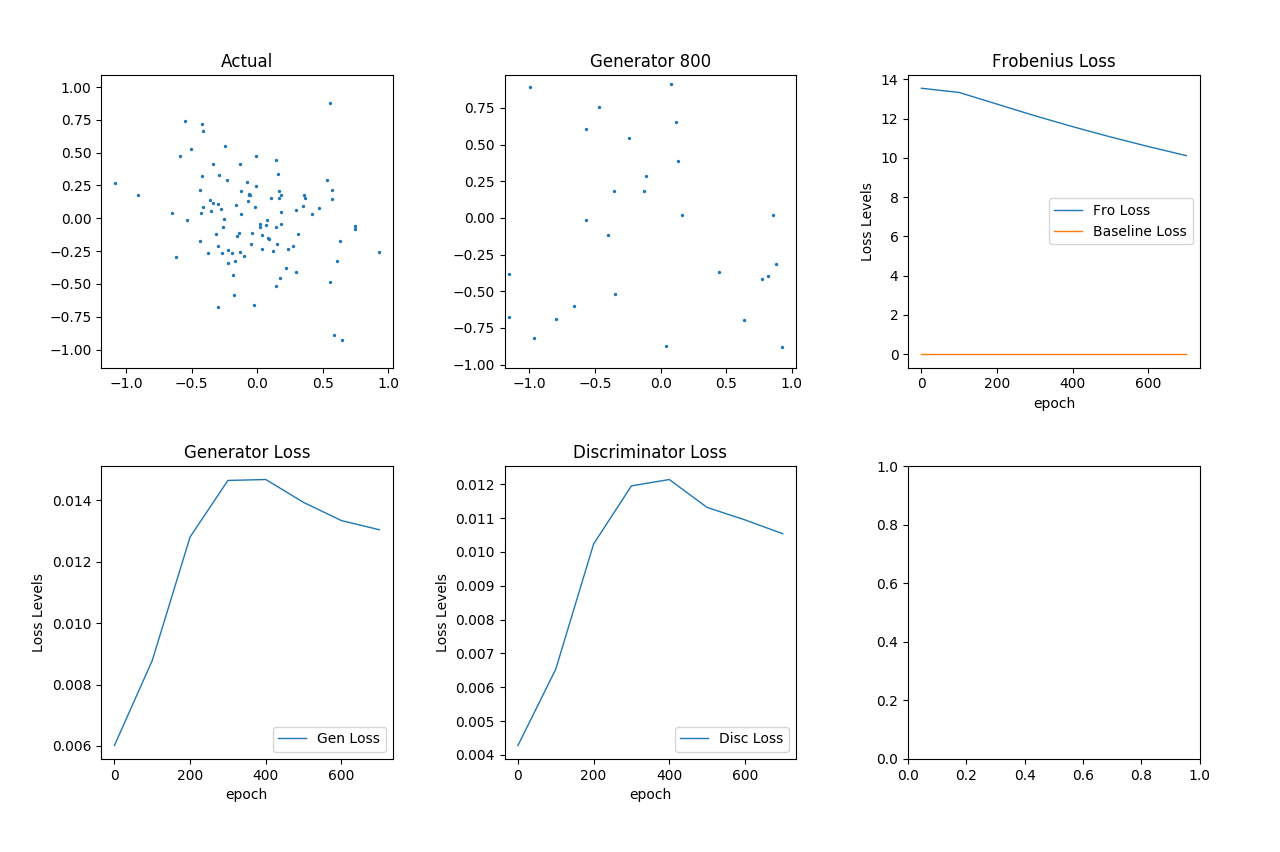 Actual
1.00
0.75
0.50
0.25
0.00
−0.25
−0.50
−0.75
−1.00
−1.0 −0.5 0.0 0.5 1.0
Generator 800
0.75
0.50
0.25
0.00
−0.25
−0.50
−0.75
−1.00
−1.0 −0.5 0.0 0.5 1.0
Frobenius Loss
14
12
10
8
6
4
2
0
Loss Levels
Fro Loss
Baseline Loss
0 200 400 600
epoch
Generator Loss
0.014
0.012
0.010
0.008
0.006
Loss Levels
Gen Loss
0 200 400 600
epoch
Discriminator Loss
0.012
0.011
0.010
0.009
0.008
0.007
0.006
0.005
0.004
Loss Levels
Disc Loss
0 200 400 600
epoch
1.0
0.8
0.6
0.4
0.2
0.0
0.0 0.2 0.4 0.6 0.8 1.0